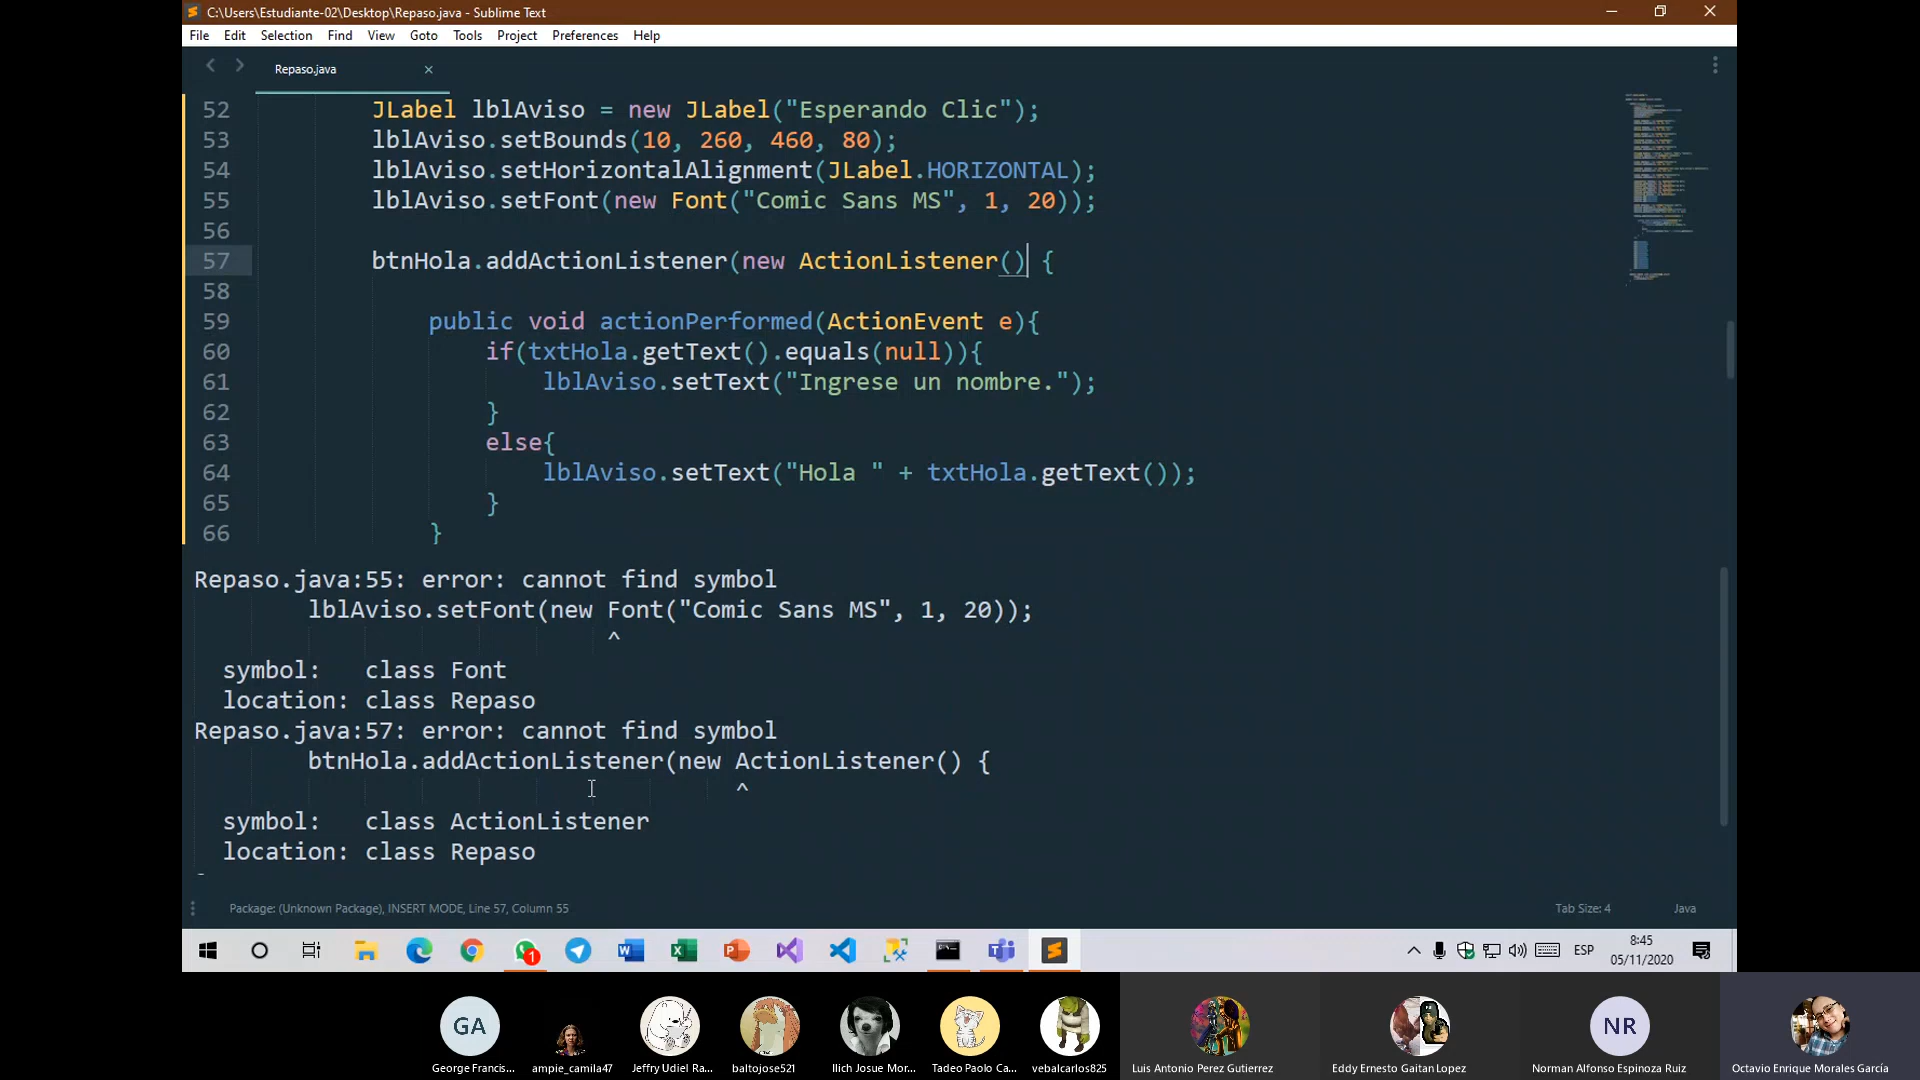 C:\Users\Estudiante-02\Desktop\Repaso.java - Sublime Text
File Edit Selection Find View Goto Tools Project Preferences Help
Repaso.java
52 JLabel lblAviso = new JLabel("Esperando Clic");
53 lblAviso.setBounds(10, 260, 460, 80);
54 lblAviso.setHorizontalAlignment(JLabel.HORIZONTAL);
55 lblAviso.setFont(new Font("Comic Sans MS", 1, 20));
56
57 btnHola.addActionListener(new ActionListener() {
58
59 public void actionPerformed(ActionEvent e){
60 if(txtHola.getText().equals(null)){
61 lblAviso.setText("Ingrese un nombre.");
62 }
63 else{
64 lblAviso.setText("Hola " + txtHola.getText());
65 }
66 }
Repaso.java:55: error: cannot find symbol
lblAviso.setFont(new Font("Comic Sans MS", 1, 20));
^
symbol: class Font
location: class Repaso
Repaso.java:57: error: cannot find symbol
btnHola.addActionListener(new ActionListener() {
^
symbol: class ActionListener
location: class Repaso
Package: (Unknown Package), INSERT MODE, Line 57, Column 55 Tab Size: 4 Java
1 ESP 8:45
05/11/2020
GA NR
George Francis... ampie_camila47 Jeffry Udiel Ra... baltojose521 Illich Josue Mor... Tadeo Paolo Ca... vebalcarlos825 Luis Antonio Perez Gutierrez Eddy Ernesto Gaitan Lopez Norman Alfonso Espinoza Ruiz Octavio Enrique Morales García